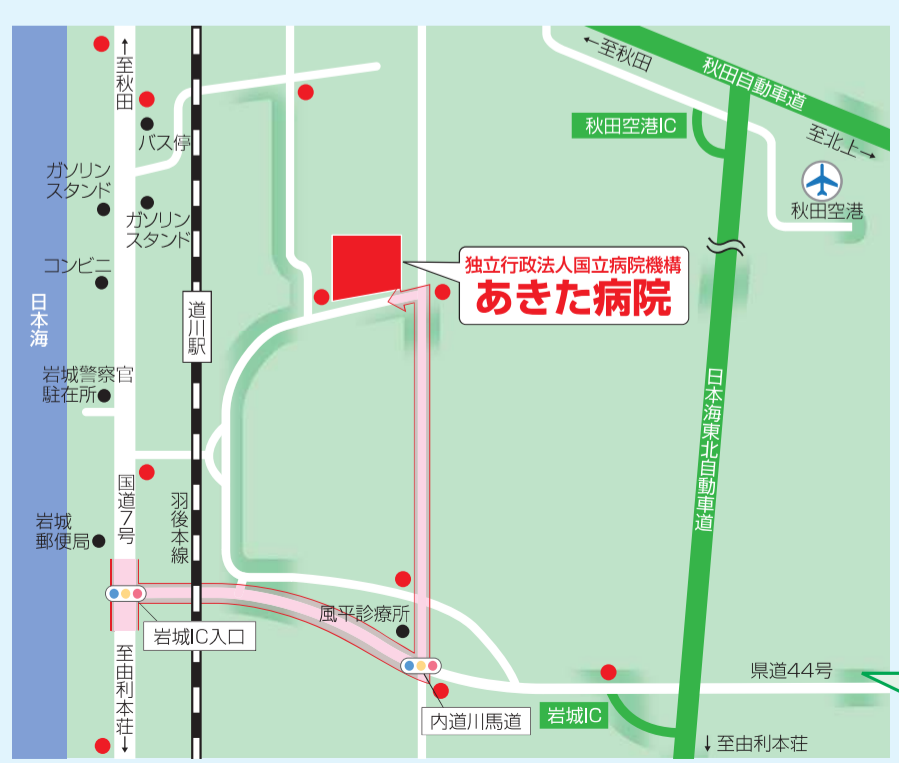 ←至秋田
秋田自動車道
至北上→
秋田空港IC
秋田空港
↑至秋田
バス停
ガソリン
スタンド
ガソリン
スタンド
コンビニ
日本海
道川駅
独立行政法人国立病院機構
あきた病院
岩城警察官
駐在所
日本海東北自動車道
国道7号
羽後本線
岩城
郵便局
風平診療所
岩城IC入口
至由利本荘↓
内道川馬道
岩城IC
県道44号
↓至由利本荘